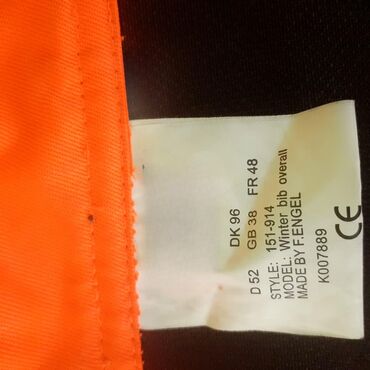 DK 96
D 52 GB 38 FR 48
STYLE: 151-914
MODEL: Winter bib overall
MADE BY F.ENGEL
K007889
CE